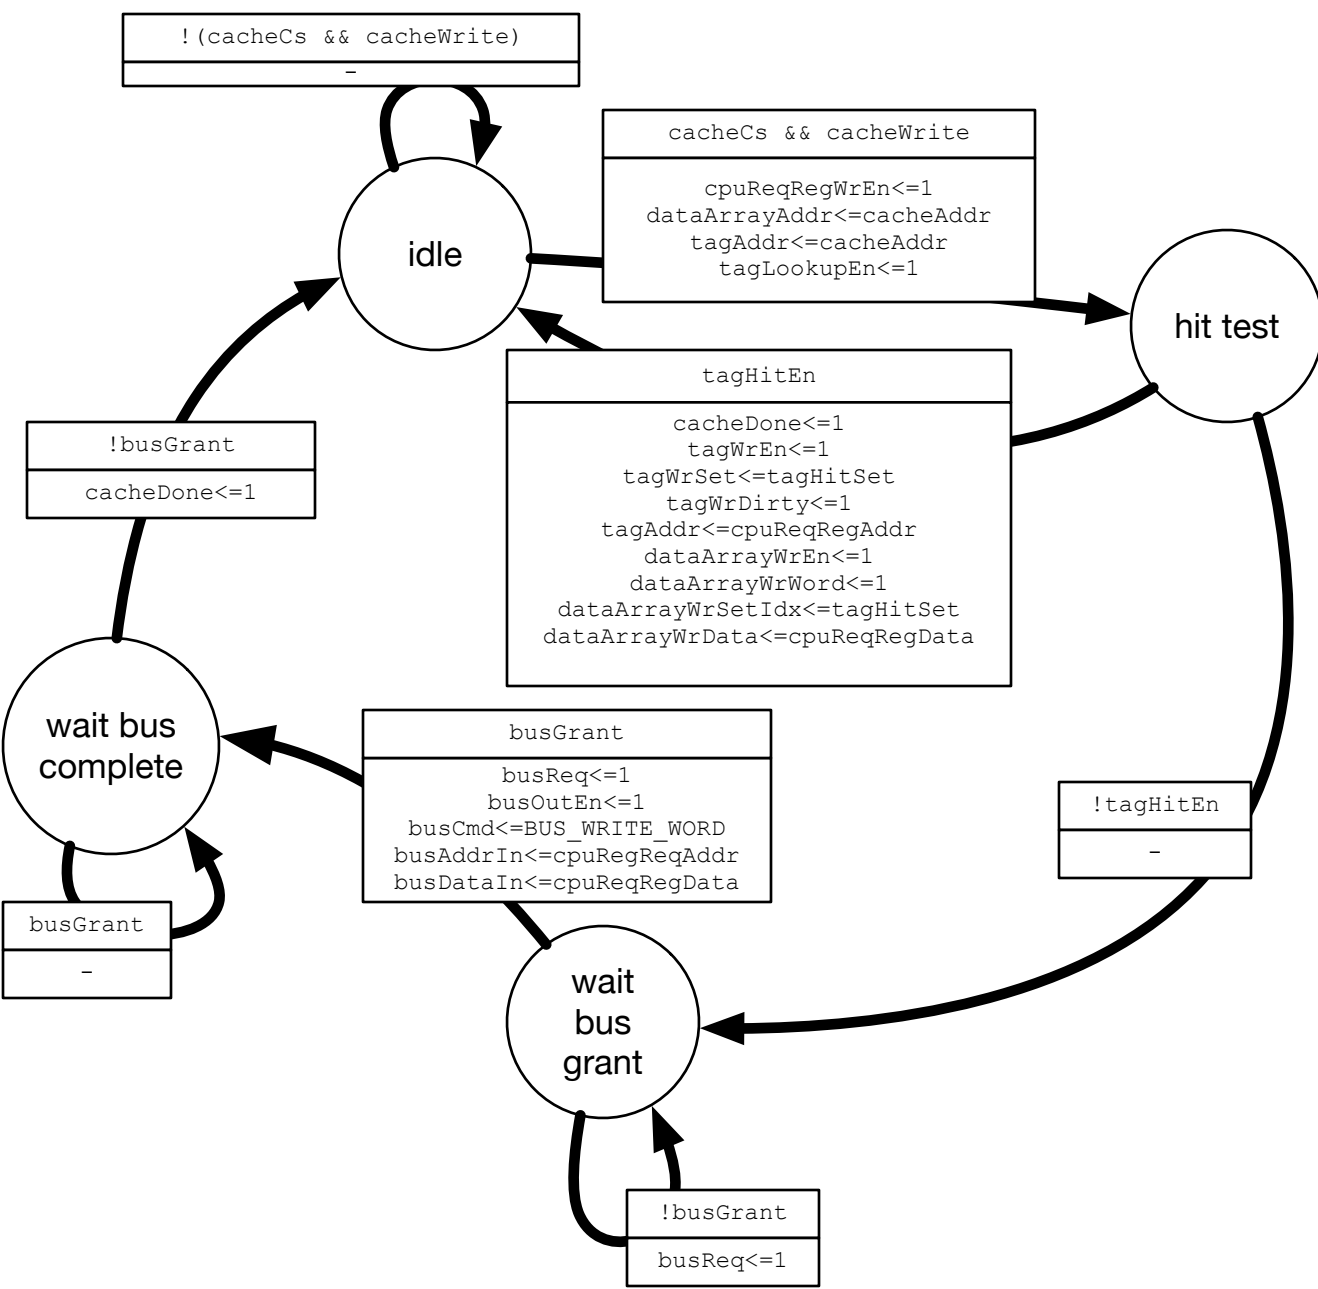 !(cacheCs && cacheWrite)
-
cacheCs && cacheWrite
cpuReqRegWrEn<=1
dataArrayAddr<=cacheAddr
tagAddr<=cacheAddr
tagLookupEn<=1
idle
hit test
tagHitEn
cacheDone<=1
tagWrEn<=1
tagWrSet<=tagHitSet
tagWrDirty<=1
tagAddr<=cpuReqRegAddr
dataArrayWrEn<=1
dataArrayWrWord<=1
dataArrayWrSetIdx<=tagHitSet
dataArrayWrData<=cpuReqRegData
!busGrant
cacheDone<=1
wait bus
complete
busGrant
busReq<=1
busOutEn<=1
busCmd<=BUS_WRITE_WORD
busAddrIn<=cpuRegReqAddr
busDataIn<=cpuReqRegData
!tagHitEn
-
busGrant
-
wait
bus
grant
!busGrant
busReq<=1